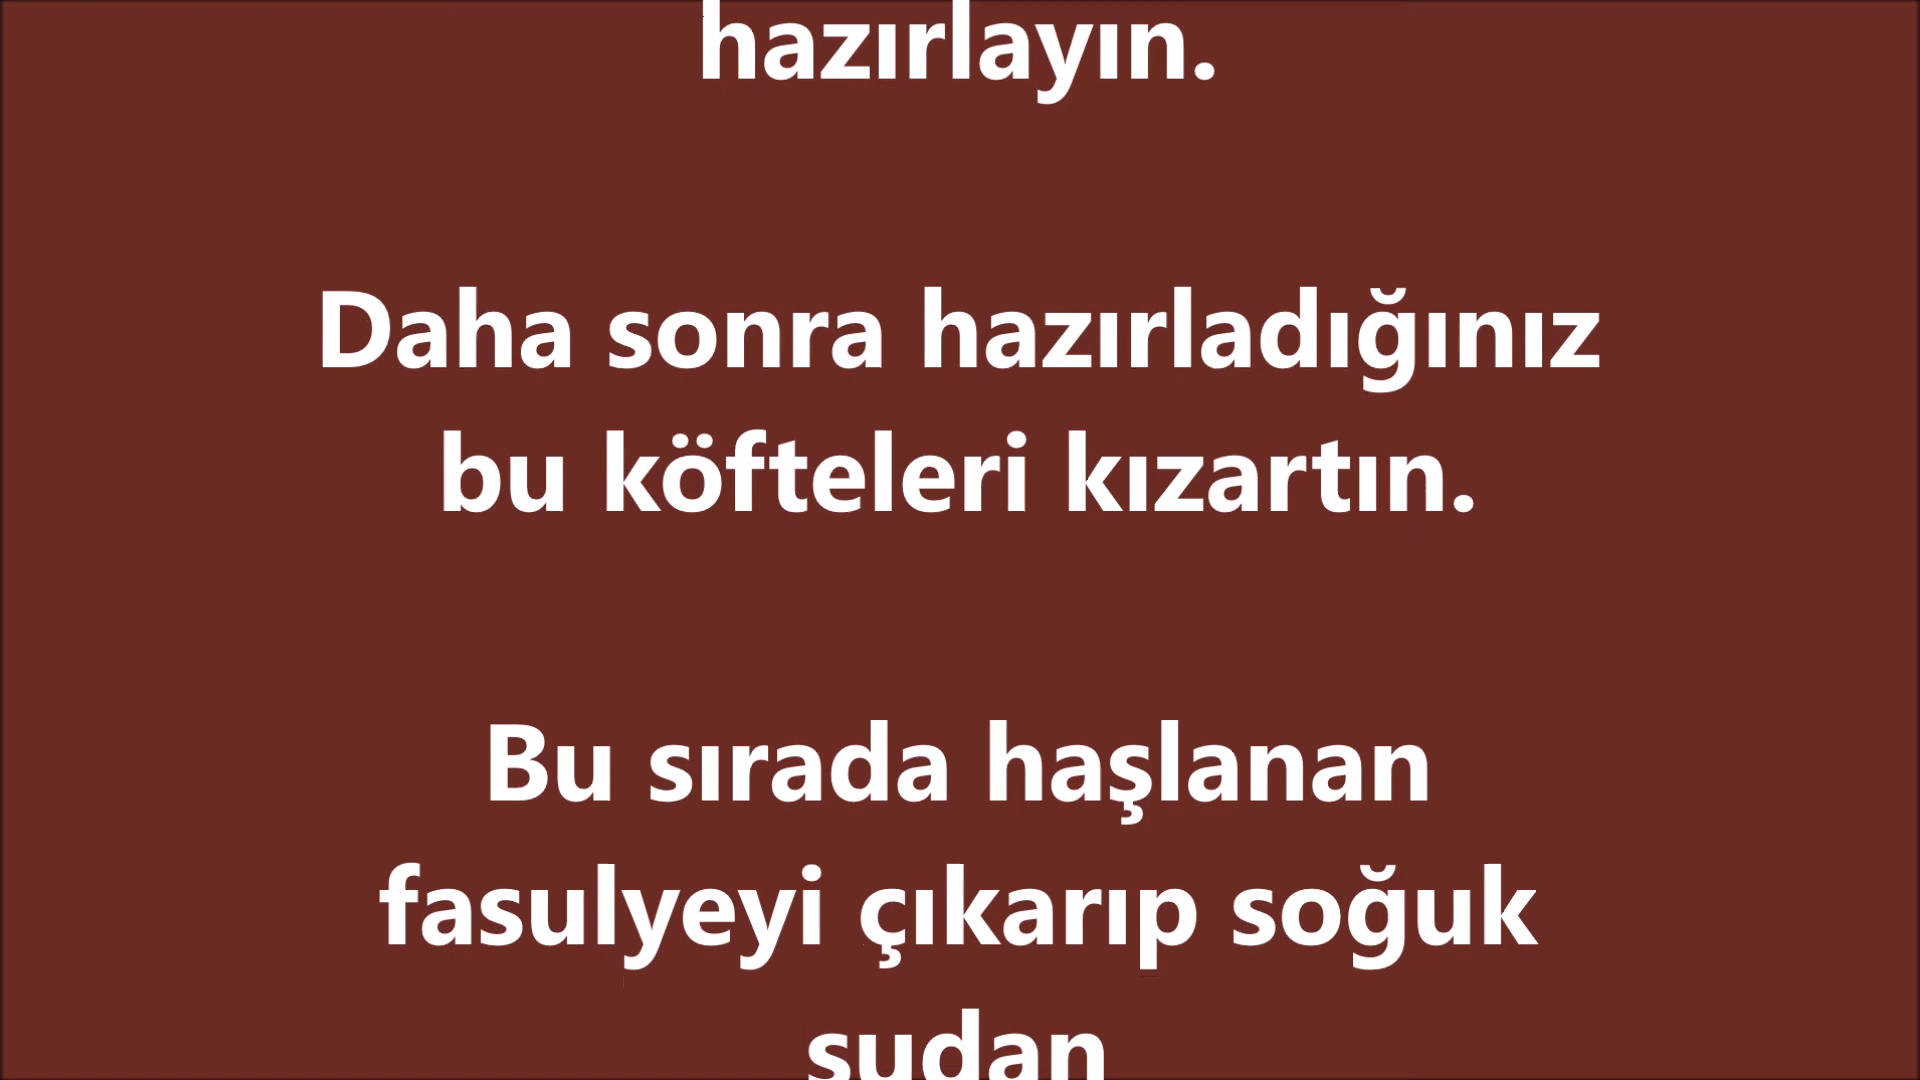 hazırlayın.
Daha sonra hazırladığınız
bu köfteleri kızartın.
Bu sırada haşlanan
fasulyeyi çıkarıp soğuk
sudan